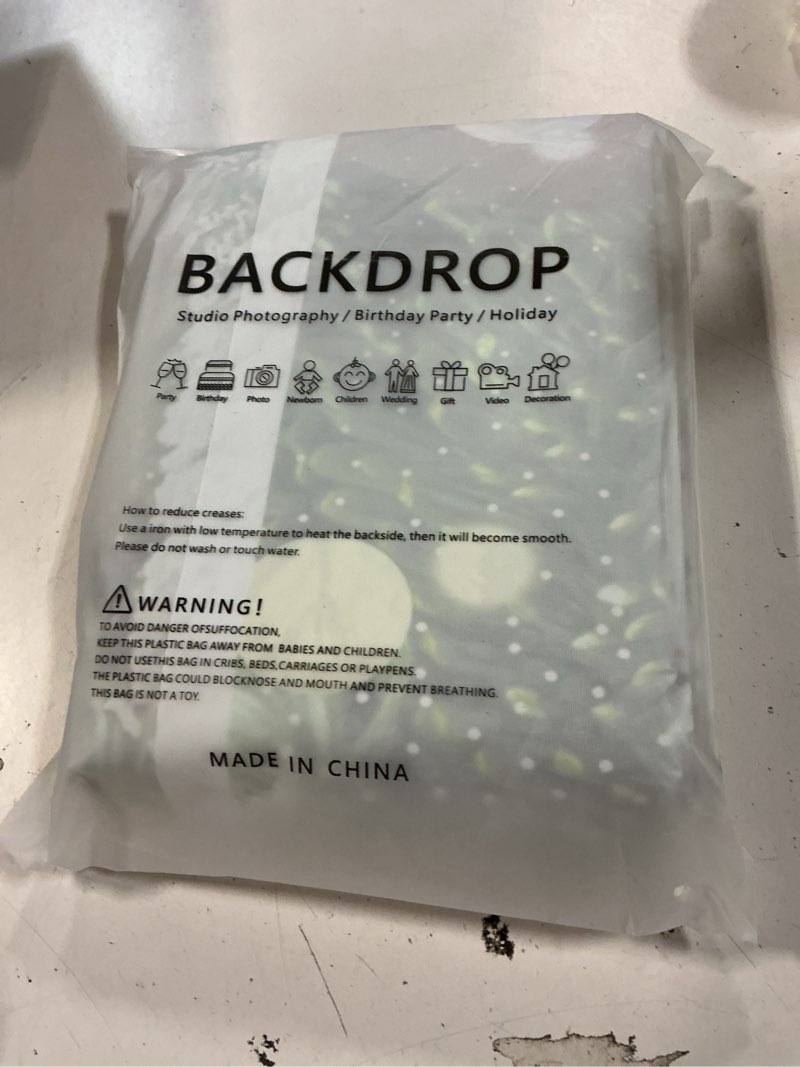 BACKDROP
Studio Photography / Birthday Party / Holiday
Party Birthday Photo Newborn Children Wedding Gift Video Decoration
How to reduce creases:
Use a iron with low temperature to heat the backside, then it will become smooth.
Please do not wash or touch water.
WARNING!
TO AVOID DANGER OFSUFFOCATION,
KEEP THIS PLASTIC BAG AWAY FROM BABIES AND CHILDREN.
DO NOT USETHIS BAG IN CRIBS, BEDS,CARRIAGES OR PLAYPENS.
THE PLASTIC BAG COULD BLOCKNOSE AND MOUTH AND PREVENT BREATHING.
THIS BAG IS NOT A TOY.
MADE IN CHINA